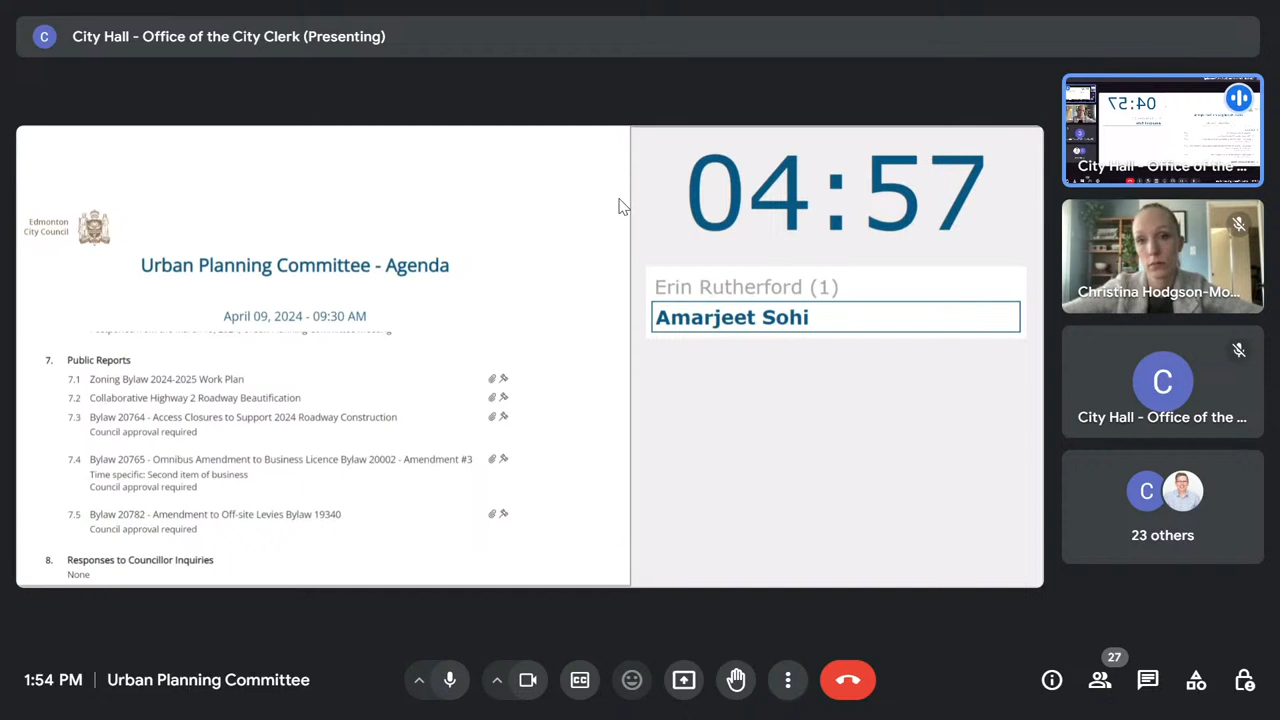 C
City Hall - Office of the City Clerk (Presenting)
Edmonton
City Council
Urban Planning Committee - Agenda
April 09, 2024 - 09:30 AM
7. Public Reports
7.1 Zoning Bylaw 2024-2025 Work Plan
7.2 Collaborative Highway 2 Roadway Beautification
7.3 Bylaw 20764 - Access Closures to Support 2024 Roadway Construction
Council approval required
7.4 Bylaw 20765 - Omnibus Amendment to Business Licence Bylaw 20002 - Amendment #3
Time specific: Second item of business
Council approval required
7.5 Bylaw 20782 - Amendment to Off-site Levies Bylaw 19340
Council approval required
8. Responses to Councillor Inquiries
None
04:57
Erin Rutherford (1)
Amarjeet Sohi
04:57
City Hall - Office of the ...
Christina Hodgson-Mo...
C
City Hall - Office of the ...
C
23 others
1:54 PM | Urban Planning Committee
27